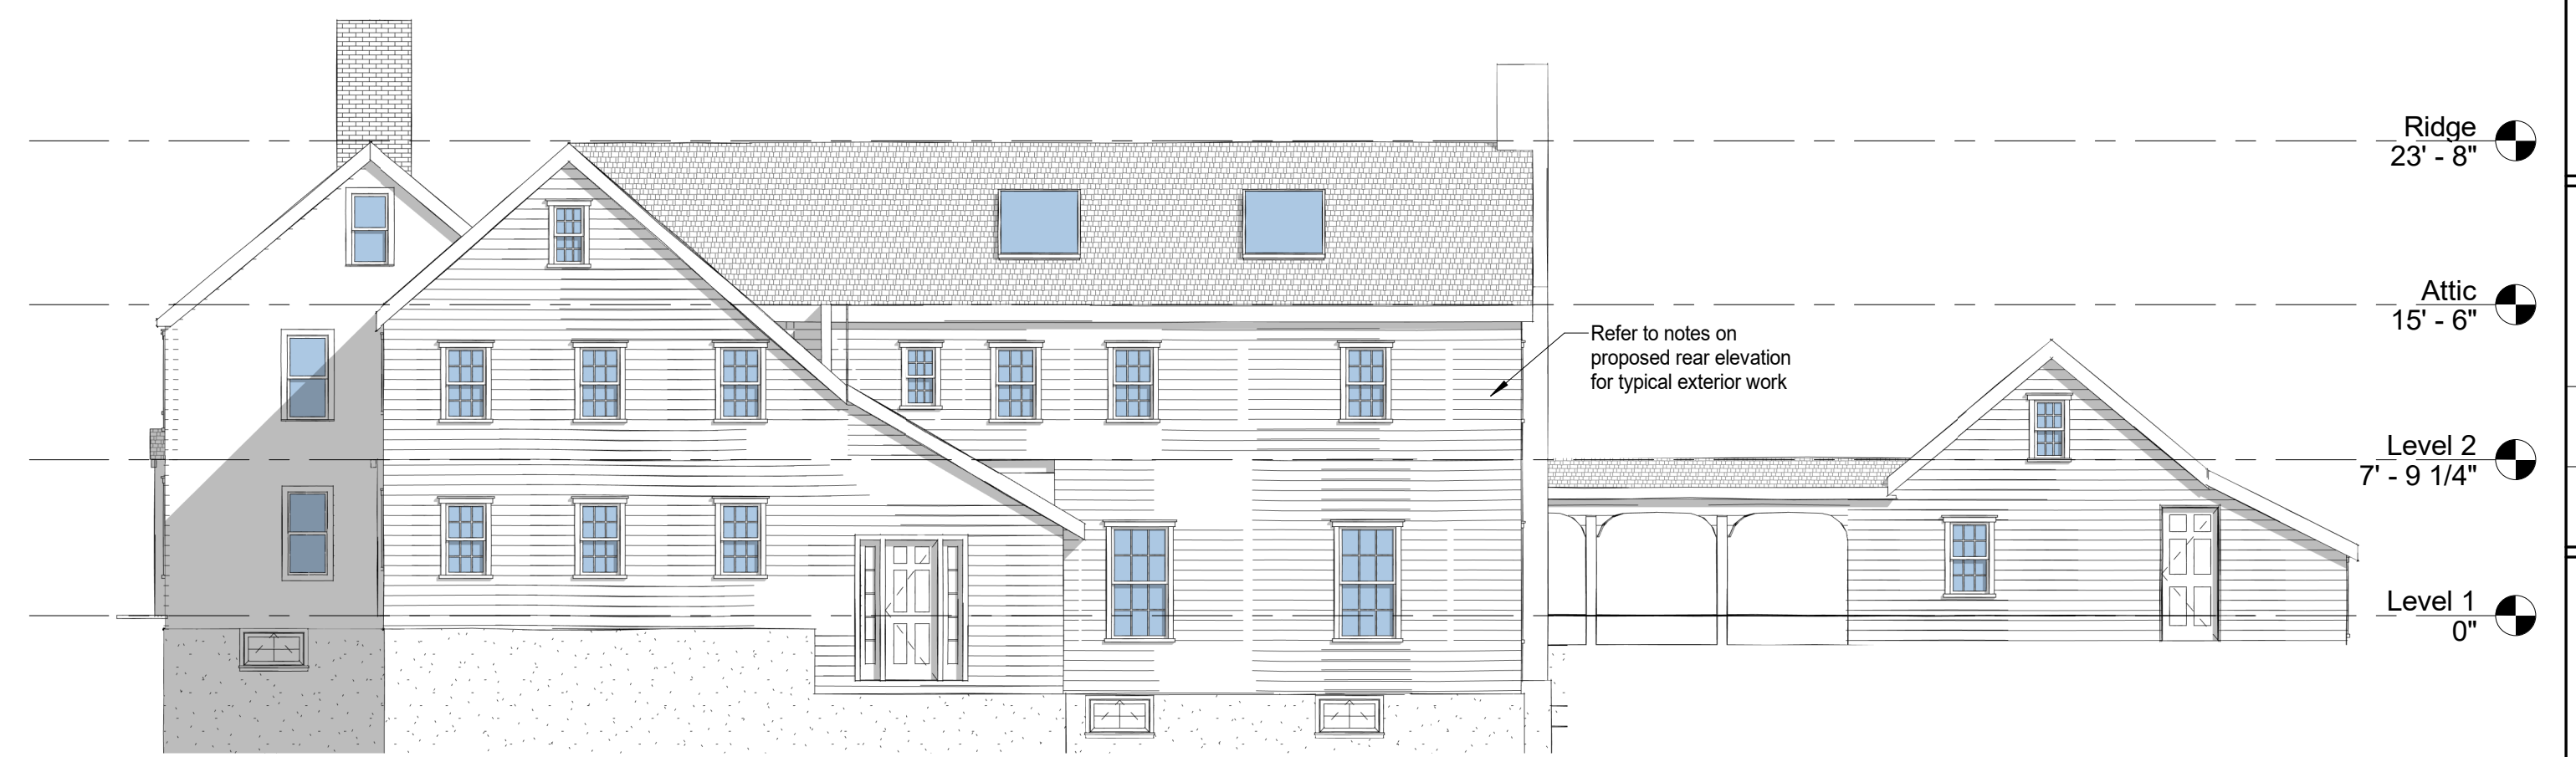 Ridge
23' - 8"
Attic
15' - 6"
Refer to notes on
proposed rear elevation
for typical exterior work
Level 2
7' - 9 1/4"
Level 1
0"